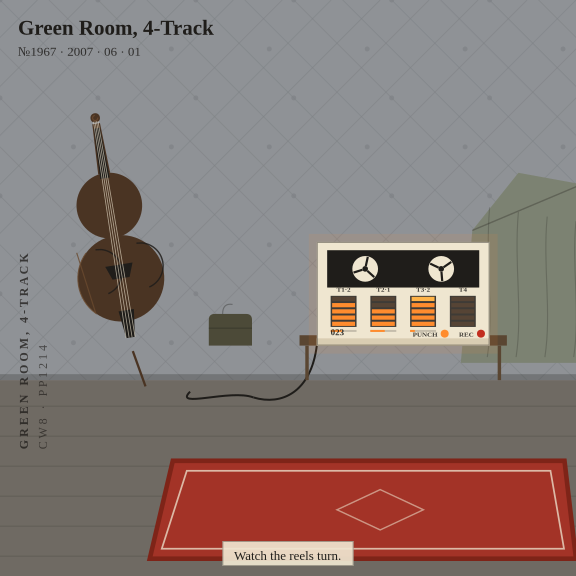 Green Room, 4-Track
№1967 · 2007 · 06 · 01
T1·2 T2·1 T3·2 T4
023 PUNCH REC
GREEN ROOM, 4-TRACK
CW8 · PP1214
Watch the reels turn.